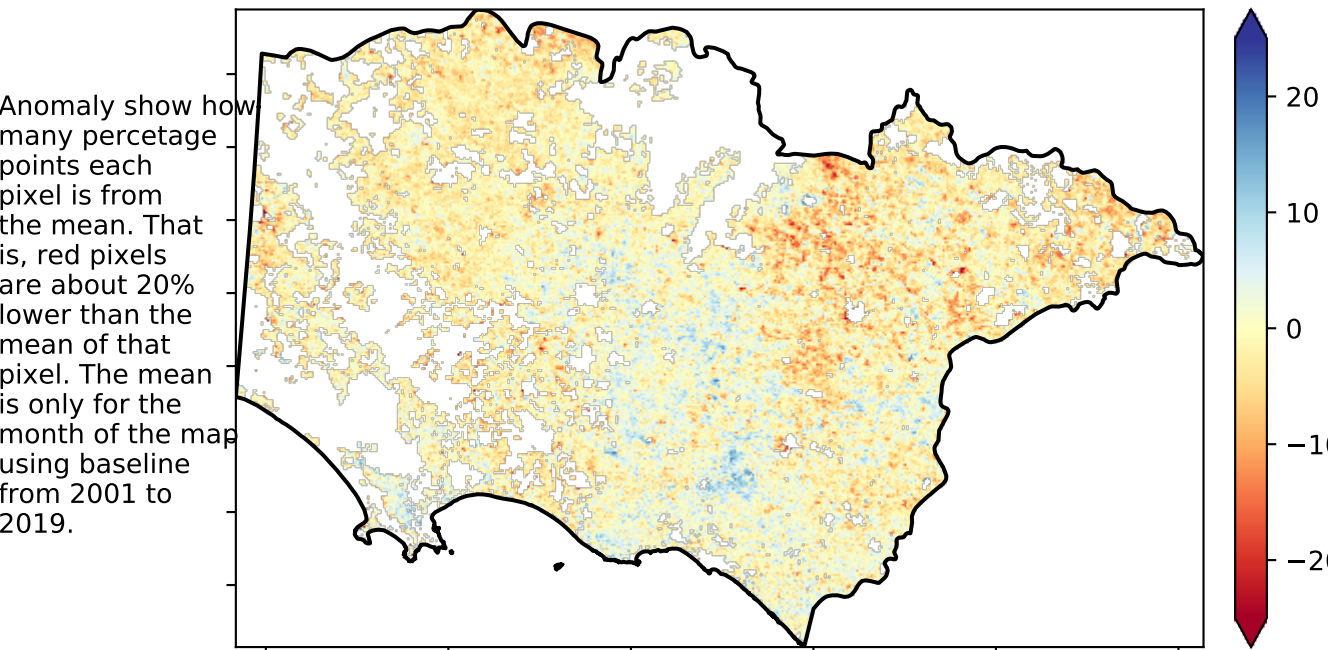 Anomaly show how
many percetage
points each
pixel is from
the mean. That
is, red pixels
are about 20%
lower than the
mean of that
pixel. The mean
is only for the
month of the map
using baseline
from 2001 to
2019.
20
10
0
−10
−20